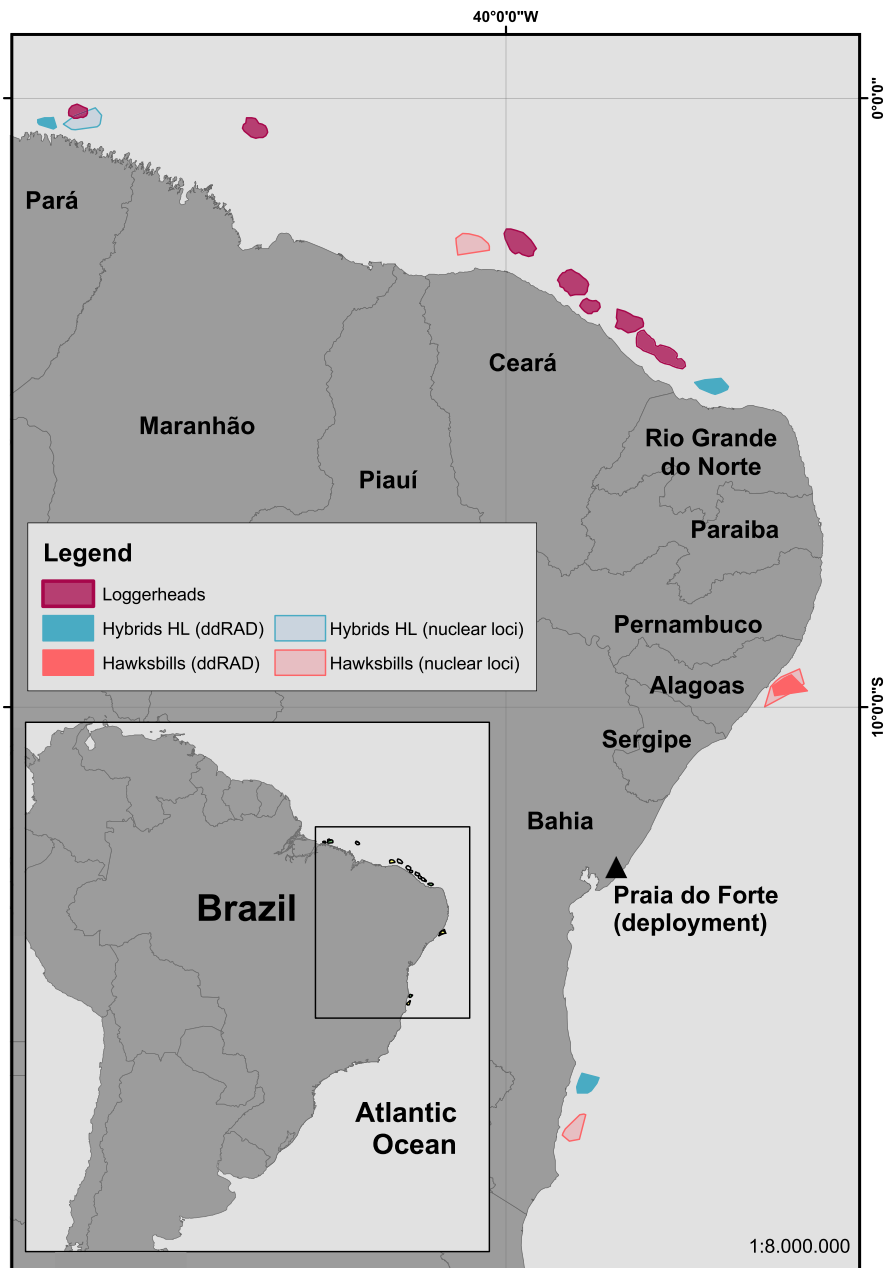 40°0'0"W
0°0'0"
Pará
Ceará
Maranhão
Rio Grande
do Norte
Piauí
Paraiba
Legend
Loggerheads
Hybrids HL (ddRAD)
Hybrids HL (nuclear loci)
Hawksbills (ddRAD)
Hawksbills (nuclear loci)
Pernambuco
Alagoas
10°0'0"S
Sergipe
Bahia
Praia do Forte
(deployment)
Brazil
Atlantic
Ocean
1:8.000.000